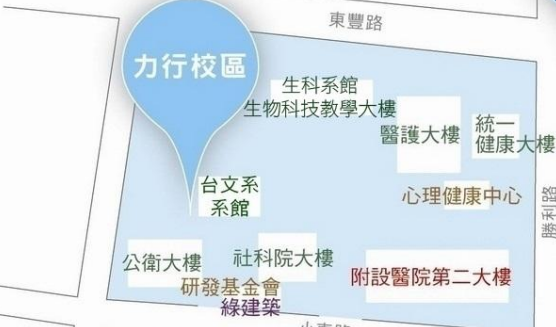 東豐路
力行校區
生科系館
生物科技教學大樓
醫護大樓
統一
健康大樓
台文系
系館
心理健康中心
勝利路
公衛大樓
社科院大樓
研發基金會
綠建築
附設醫院第二大樓